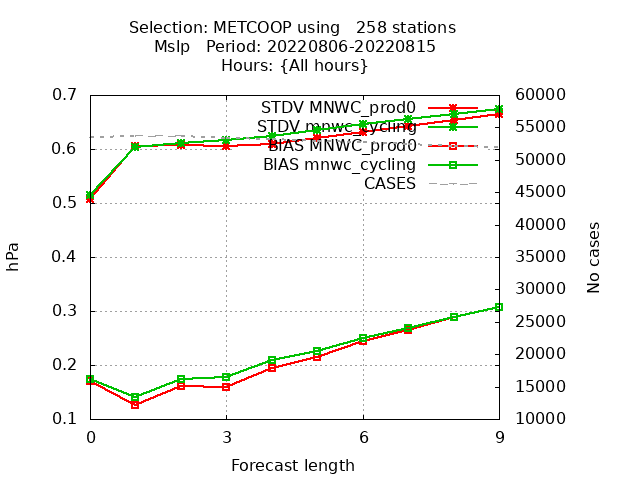 Selection: METCOOP using   258 stations
Mslp   Period: 20220806-20220815
Hours: {All hours}
0.7
0.6
0.5
0.4
0.3
0.2
0.1
hPa
STDV MNWC_prod0
STDV mnwc_cycling
BIAS MNWC_prod0
BIAS mnwc_cycling
CASES
60000
55000
50000
45000
40000
35000
30000
25000
20000
15000
10000
No cases
0 3 6 9
Forecast length